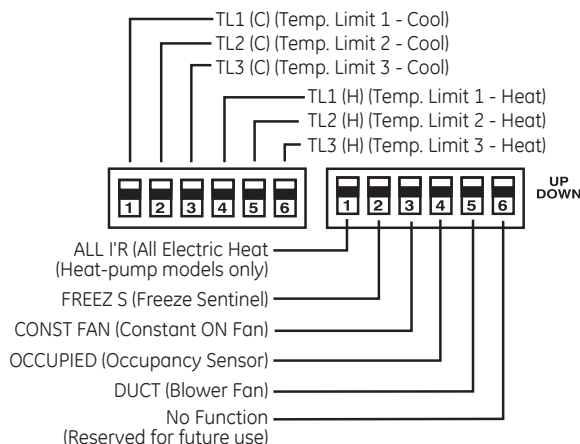 TL1 (C) (Temp. Limit 1 - Cool)
TL2 (C) (Temp. Limit 2 - Cool)
TL3 (C) (Temp. Limit 3 - Cool)
TL1 (H) (Temp. Limit 1 - Heat)
TL2 (H) (Temp. Limit 2 - Heat)
TL3 (H) (Temp. Limit 3 - Heat)
1 2 3 4 5 6
1 2 3 4 5 6
UP
DOWN
ALL I'R (All Electric Heat
(Heat-pump models only)
FREEZ S (Freeze Sentinel)
CONST FAN (Constant ON Fan)
OCCUPIED (Occupancy Sensor)
DUCT (Blower Fan)
No Function
(Reserved for future use)